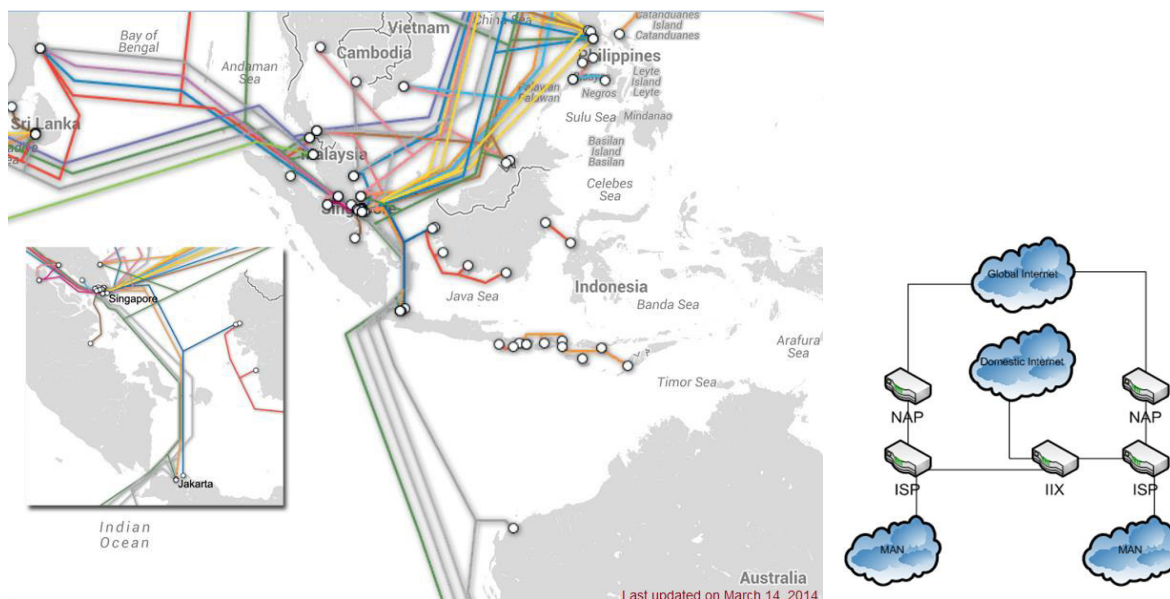 Bay of
Bengal
Andaman
Sea
Vietnam
Cambodia
China Sea
Catanduanes
Island
Catanduanes
Philippines
Leyte
Island
Leyte
Negros
Palawan
Sulu Sea
Mindanao
Basilan
Island
Basilan
Celebes
Sea
Sri Lanka
Malaysia
Singapore
Java Sea
Indonesia
Banda Sea
Arafura
Sea
Timor Sea
Singapore
Jakarta
Indian
Ocean
Australia
Last updated on March 14, 2014
Global Internet
Domestic Internet
NAP
NAP
ISP
IIX
ISP
MAN
MAN